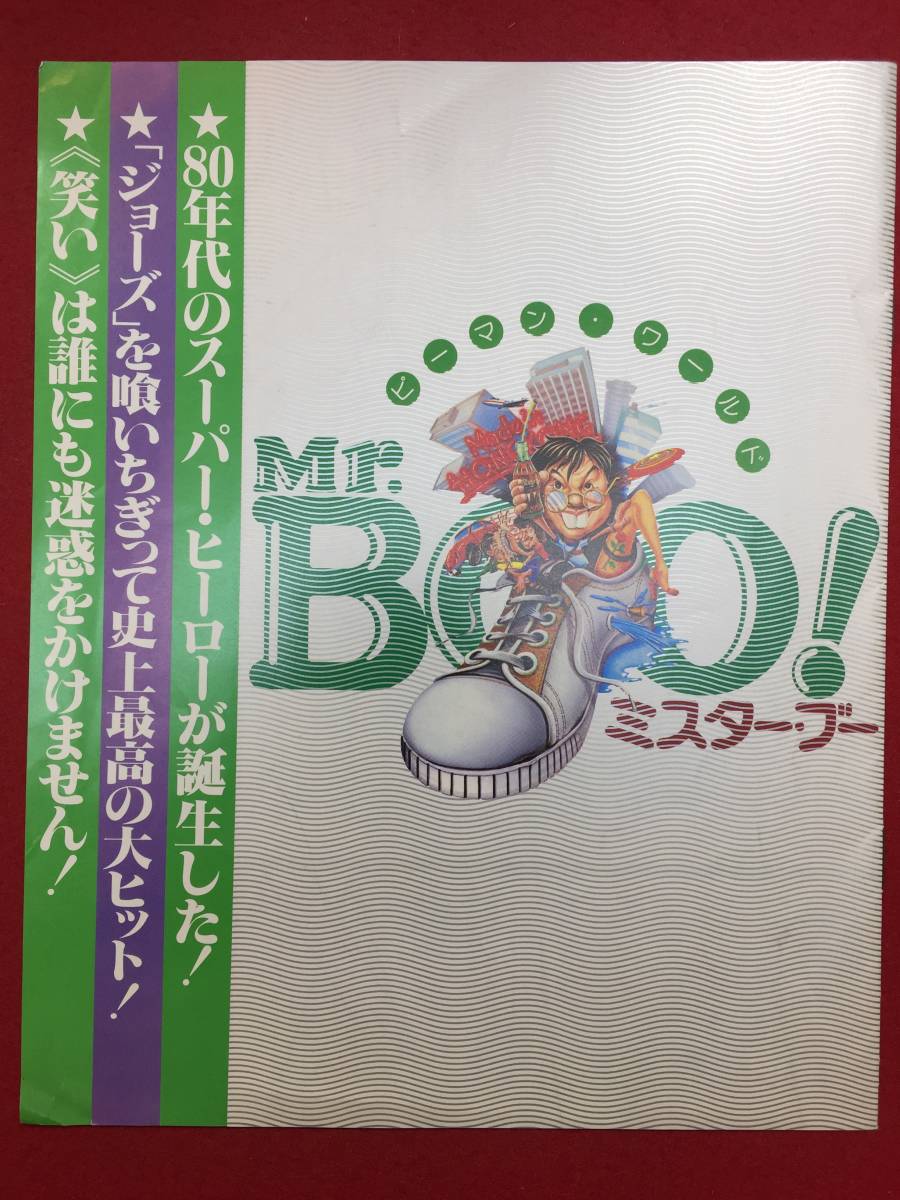 ★80年代のスーパー・ヒーローが誕生した!
★「ジョーズ」を喰いちぎって史上最高の大ヒット!
★《笑い》は誰にも迷惑をかけません!
ピーマン・ワールド
Mr.
BOO!
ミスター・ブー